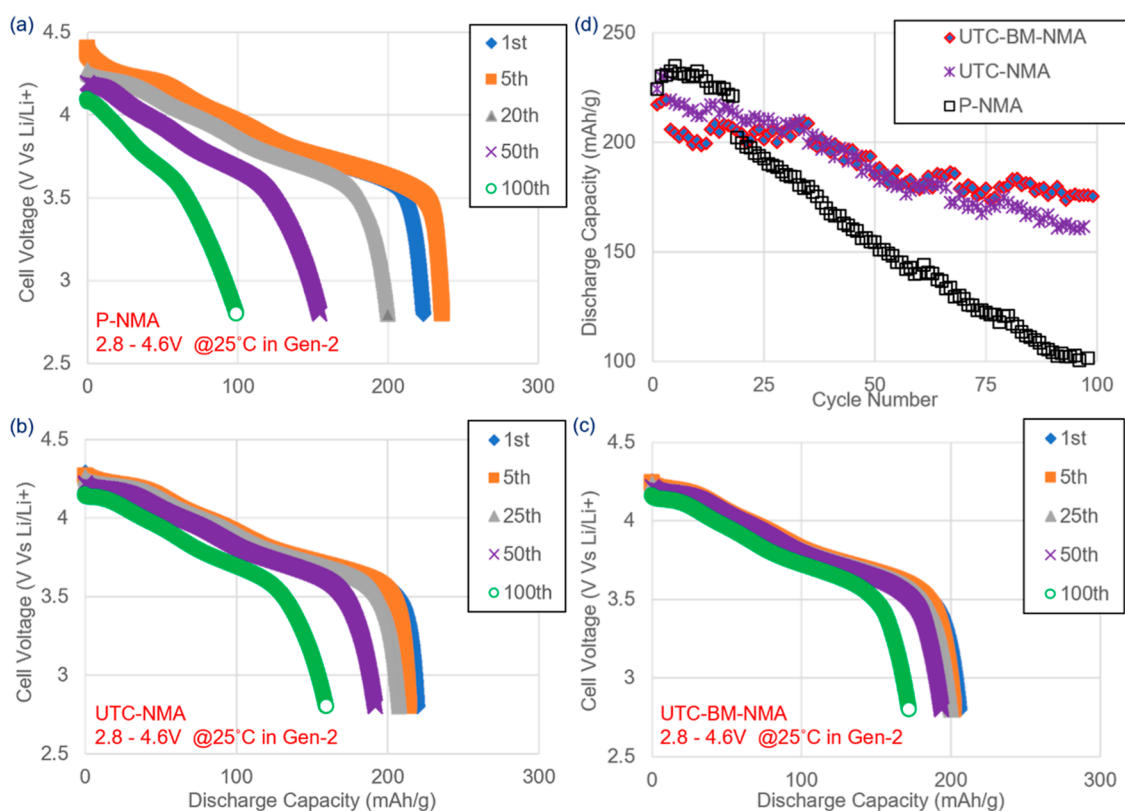 (a)
4.5
4
3.5
3
2.5
Cell Voltage (V Vs Li/Li+)
1st
5th
20th
50th
100th
P-NMA
2.8 - 4.6V @25°C in Gen-2
0
100
200
300
(d)
250
200
150
100
Discharge Capacity (mAh/g)
UTC-BM-NMA
UTC-NMA
P-NMA
0
25
50
75
100
Cycle Number
(b)
4.5
4
3.5
3
2.5
Cell Voltage (V Vs Li/Li+)
1st
5th
25th
50th
100th
UTC-NMA
2.8 - 4.6V @25°C in Gen-2
0
100
200
300
Discharge Capacity (mAh/g)
(c)
4.5
4
3.5
3
2.5
Cell Voltage (V Vs Li/Li+)
1st
5th
25th
50th
100th
UTC-BM-NMA
2.8 - 4.6V @25°C in Gen-2
0
100
200
300
Discharge Capacity (mAh/g)